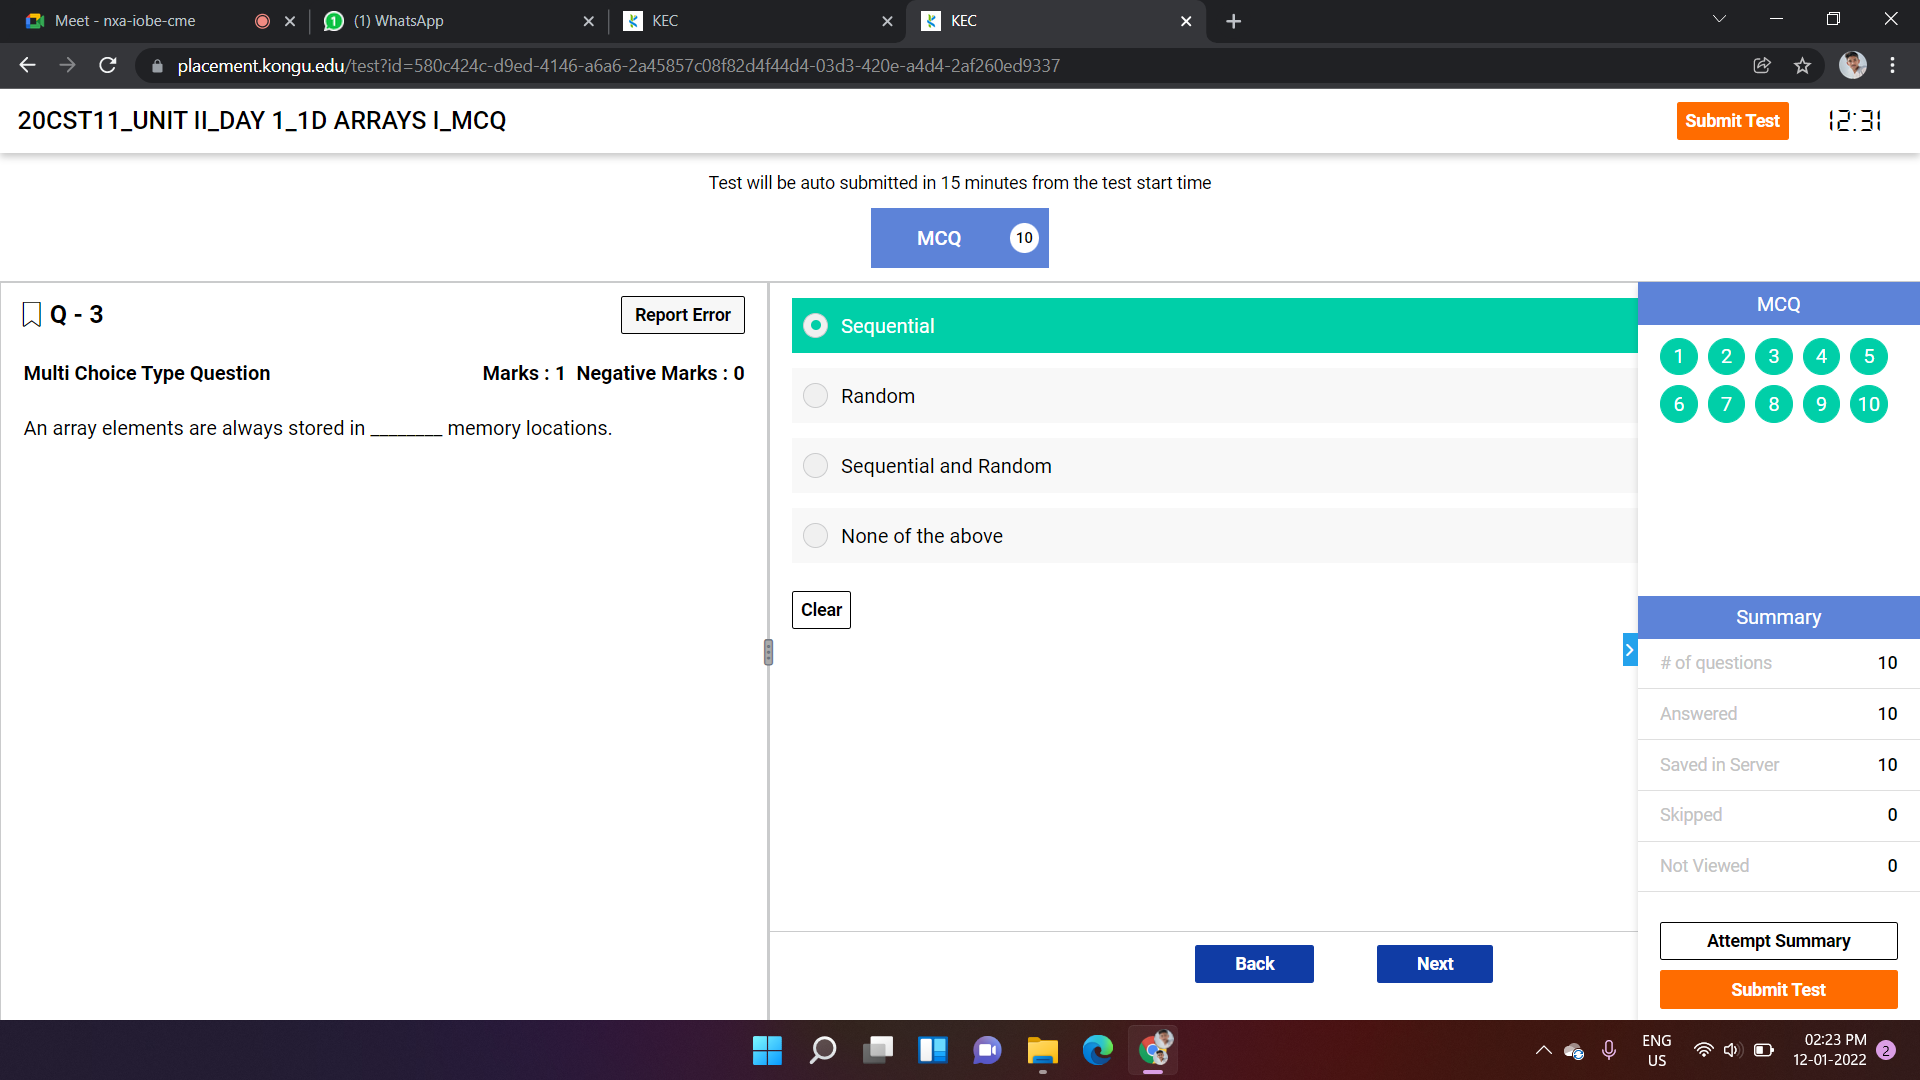 Meet - nxa-iobe-cme
(1) WhatsApp
KEC
KEC
placement.kongu.edu/test?id=580c424c-d9ed-4146-a6a6-2a45857c08f82d4f44d4-03d3-420e-a4d4-2af260ed9337
20CST11_UNIT II_DAY 1_1D ARRAYS I_MCQ
Submit Test
12:31
Test will be auto submitted in 15 minutes from the test start time
MCQ 10
Q - 3
Report Error
Multi Choice Type Question
Marks : 1 Negative Marks : 0
An array elements are always stored in ________ memory locations.
Sequential
Random
Sequential and Random
None of the above
Clear
Back
Next
MCQ
1 2 3 4 5
6 7 8 9 10
Summary
# of questions 10
Answered 10
Saved in Server 10
Skipped 0
Not Viewed 0
Attempt Summary
Submit Test
ENG
US
02:23 PM
12-01-2022
2